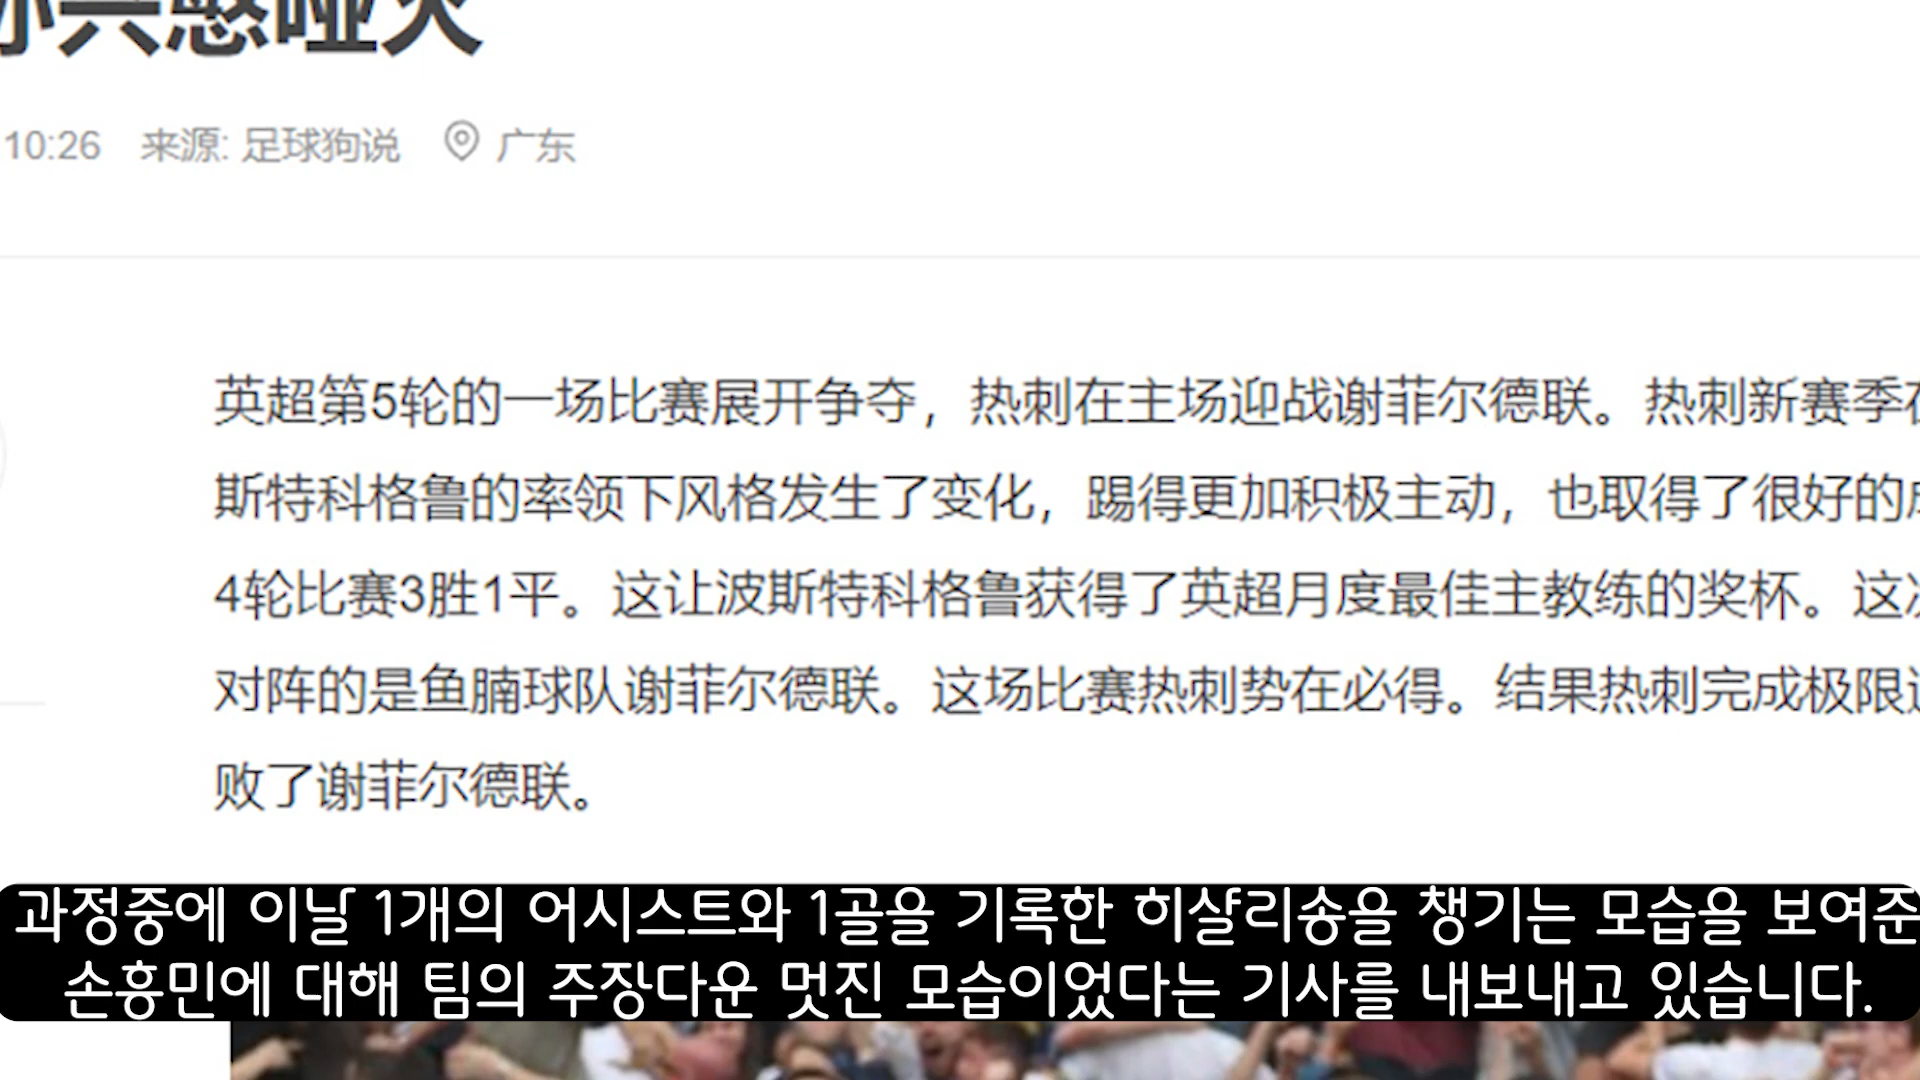 孙兴慜哑火
10:26 来源: 足球狗说 广东
英超第5轮的一场比赛展开争夺，热刺在主场迎战谢菲尔德联。热刺新赛季在
斯特科格鲁的率领下风格发生了变化，踢得更加积极主动，也取得了很好的成
4轮比赛3胜1平。这让波斯特科格鲁获得了英超月度最佳主教练的奖杯。这次
对阵的是鱼腩球队谢菲尔德联。这场比赛热刺势在必得。结果热刺完成极限
败了谢菲尔德联。
과정중에 이날 1개의 어시스트와 1골을 기록한 히샬리송을 챙기는 모습을 보여준
손흥민에 대해 팀의 주장다운 멋진 모습이었다는 기사를 내보내고 있습니다.